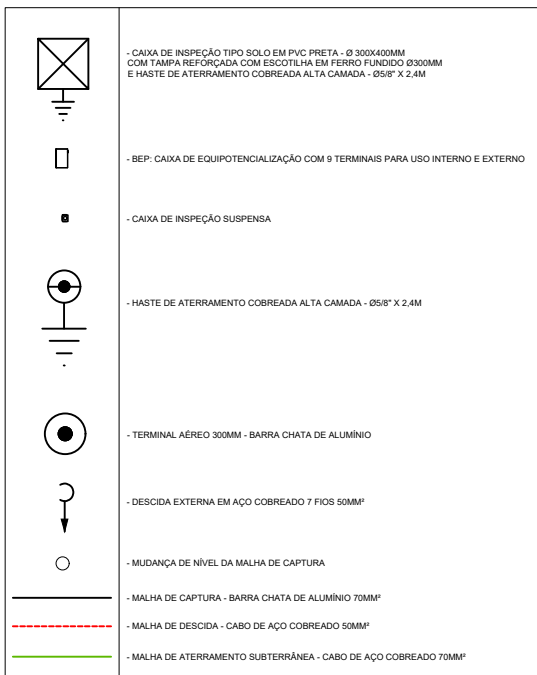 - CAIXA DE INSPEÇÃO TIPO SOLO EM PVC PRETA - Ø 300X400MM
COM TAMPA REFORÇADA COM ESCOTILHA EM FERRO FUNDIDO Ø300MM
E HASTE DE ATERRAMENTO COBREADA ALTA CAMADA - Ø5/8" X 2,4M
- BEP: CAIXA DE EQUIPOTENCIALIZAÇÃO COM 9 TERMINAIS PARA USO INTERNO E EXTERNO
- CAIXA DE INSPEÇÃO SUSPENSA
- HASTE DE ATERRAMENTO COBREADA ALTA CAMADA - Ø5/8" X 2,4M
- TERMINAL AÉREO 300MM - BARRA CHATA DE ALUMÍNIO
- DESCIDA EXTERNA EM AÇO COBREADO 7 FIOS 50MM²
- MUDANÇA DE NÍVEL DA MALHA DE CAPTURA
- MALHA DE CAPTURA - BARRA CHATA DE ALUMÍNIO 70MM²
- MALHA DE DESCIDA - CABO DE AÇO COBREADO 50MM²
- MALHA DE ATERRAMENTO SUBTERRÂNEA - CABO DE AÇO COBREADO 70MM²